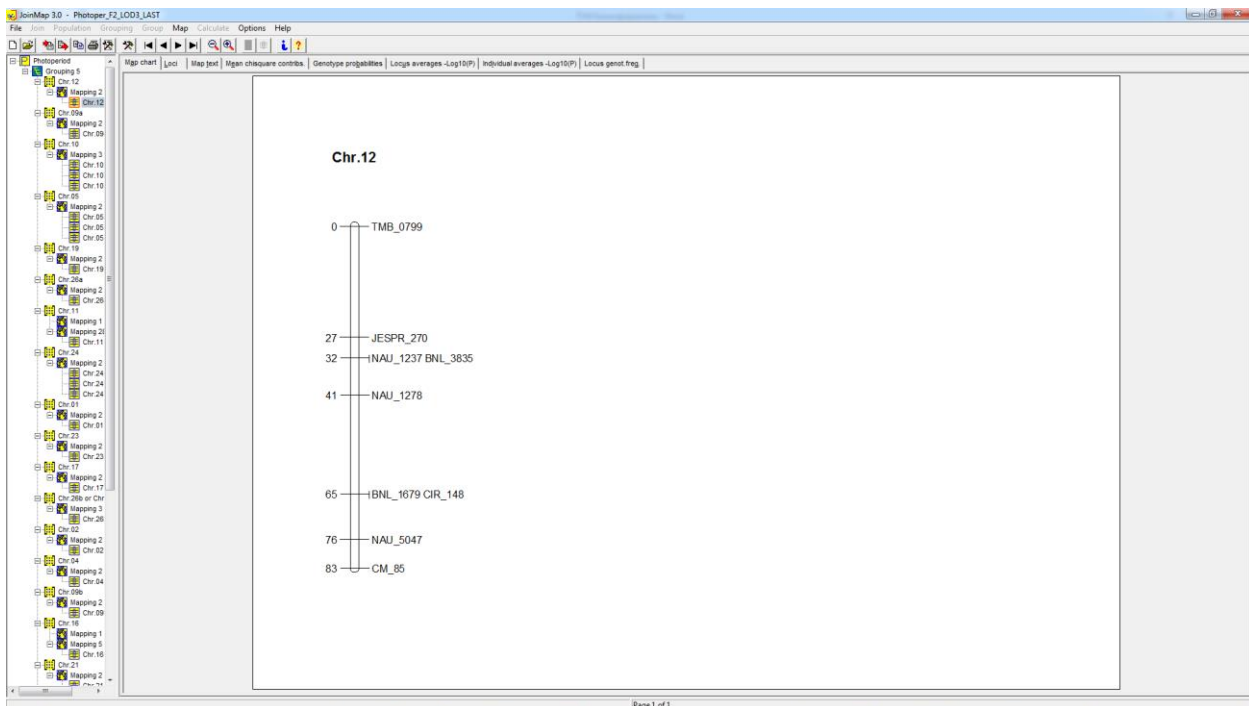 JoinMap 3.0 - Photoper_F2_LOD3_LAST
File Join Population Grouping Group Map Calculate Options Help
Map chart Loci Map text Mean chisquare contribs. Genotype probabilities Locus averages -Log10(P) Individual averages -Log10(P) Locus genot.freq.
Photoperiod
Grouping 5
Chr.12
Mapping 2
Chr.12
Chr.09a
Mapping 2
Chr.09
Chr.10
Mapping 3
Chr.10
Chr.10
Chr.10
Chr.05
Mapping 2
Chr.05
Chr.05
Chr.05
Chr.19
Mapping 2
Chr.19
Chr.26a
Mapping 2
Chr.26
Chr.11
Mapping 1
Mapping 2
Chr.11
Chr.24
Mapping 2
Chr.24
Chr.24
Chr.24
Chr.01
Mapping 2
Chr.01
Chr.23
Mapping 2
Chr.23
Chr.17
Mapping 2
Chr.17
Chr.26b or Chr
Mapping 3
Chr.26
Chr.02
Mapping 2
Chr.02
Chr.04
Mapping 2
Chr.04
Chr.09b
Mapping 2
Chr.09
Chr.16
Mapping 1
Mapping 5
Chr.16
Chr.21
Mapping 2
Chr.12
0 TMB_0799
27 JESPR_270
32 NAU_1237 BNL_3835
41 NAU_1278
65 BNL_1679 CIR_148
76 NAU_5047
83 CM_85
Page 1 of 1